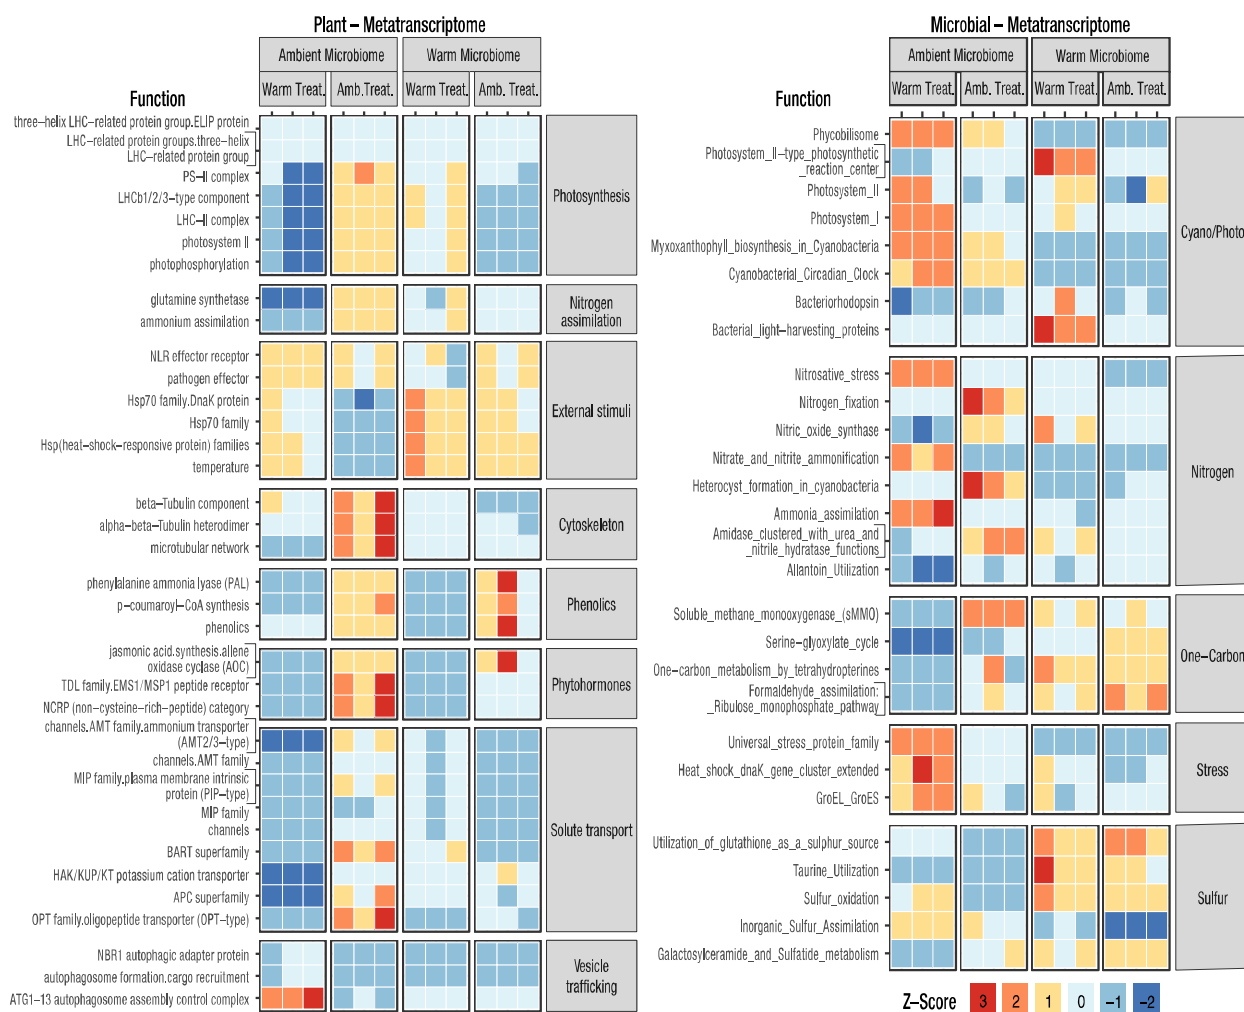 Plant – Metatranscriptome
Ambient Microbiome
Warm Microbiome
Warm Treat.
Amb.Treat.
Warm Treat.
Amb. Treat.
Function
three–helix LHC–related protein group.ELIP protein
LHC–related protein groups.three–helix
LHC–related protein group
PS–II complex
LHCb1/2/3–type component
LHC–II complex
photosystem II
photophosphorylation
Photosynthesis
glutamine synthetase
ammonium assimilation
Nitrogen
assimilation
NLR effector receptor
pathogen effector
Hsp70 family.DnaK protein
Hsp70 family
Hsp(heat–shock–responsive protein) families
temperature
External stimuli
beta–Tubulin component
alpha–beta–Tubulin heterodimer
microtubular network
Cytoskeleton
phenylalanine ammonia lyase (PAL)
p–coumaroyl–CoA synthesis
phenolics
Phenolics
jasmonic acid.synthesis.allene
oxidase cyclase (AOC)
TDL family.EMS1/MSP1 peptide receptor
NCRP (non–cysteine–rich–peptide) category
Phytohormones
channels.AMT family.ammonium transporter
(AMT2/3–type)
channels.AMT family
MIP family.plasma membrane intrinsic
protein (PIP–type)
MIP family
channels
BART superfamily
HAK/KUP/KT potassium cation transporter
APC superfamily
OPT family.oligopeptide transporter (OPT–type)
Solute transport
NBR1 autophagic adapter protein
autophagosome formation.cargo recruitment
ATG1–13 autophagosome assembly control complex
Vesicle
trafficking
Microbial – Metatranscriptome
Ambient Microbiome
Warm Microbiome
Warm Treat.
Amb. Treat.
Warm Treat.
Amb. Treat.
Function
Phycobilisome
Photosystem_II–type_photosynthetic
_reaction_center
Photosystem_II
Photosystem_I
Myxoxanthophyll_biosynthesis_in_Cyanobacteria
Cyanobacterial_Circadian_Clock
Bacteriorhodopsin
Bacterial_light–harvesting_proteins
Cyano/Photo
Nitrosative_stress
Nitrogen_fixation
Nitric_oxide_synthase
Nitrate_and_nitrite_ammonification
Heterocyst_formation_in_cyanobacteria
Ammonia_assimilation
Amidase_clustered_with_urea_and
_nitrile_hydratase_functions
Allantoin_Utilization
Nitrogen
Soluble_methane_monooxygenase_(sMMO)
Serine–glyoxylate_cycle
One–carbon_metabolism_by_tetrahydropterines
Formaldehyde_assimilation:
_Ribulose_monophosphate_pathway
One–Carbon
Universal_stress_protein_family
Heat_shock_dnaK_gene_cluster_extended
GroEL_GroES
Stress
Utilization_of_glutathione_as_a_sulphur_source
Taurine_Utilization
Sulfur_oxidation
Inorganic_Sulfur_Assimilation
Galactosylceramide_and_Sulfatide_metabolism
Sulfur
Z–Score 3 2 1 0 –1 –2